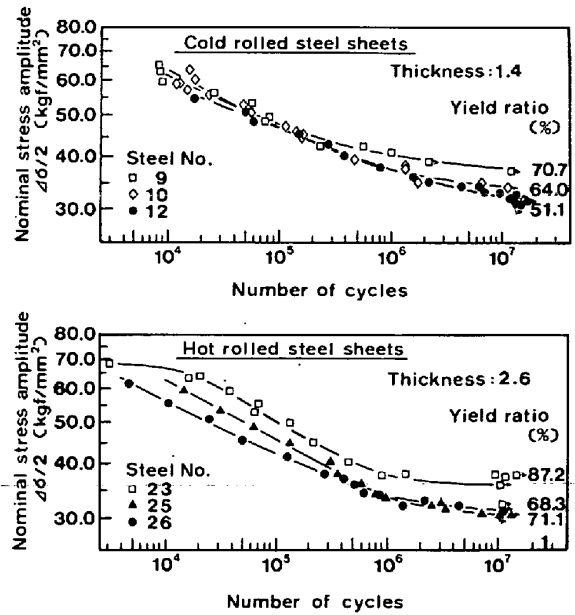 Cold rolled steel sheets
Thickness:1.4
Yield ratio
(%)
Nominal stress amplitude
Δσ/2 (kgf/mm²)
80.0
70.0
60.0
50.0
40.0
30.0
Steel No.
□ 9
◇ 10
● 12
70.7
64.0
51.1
10⁴
10⁵
10⁶
10⁷
Number of cycles
Hot rolled steel sheets
Thickness:2.6
Yield ratio
(%)
Nominal stress amplitude
Δσ/2 (kgf/mm²)
80.0
70.0
60.0
50.0
40.0
30.0
Steel No.
□ 23
▲ 25
● 26
87.2
68.3
71.1
10⁴
10⁵
10⁶
10⁷
Number of cycles